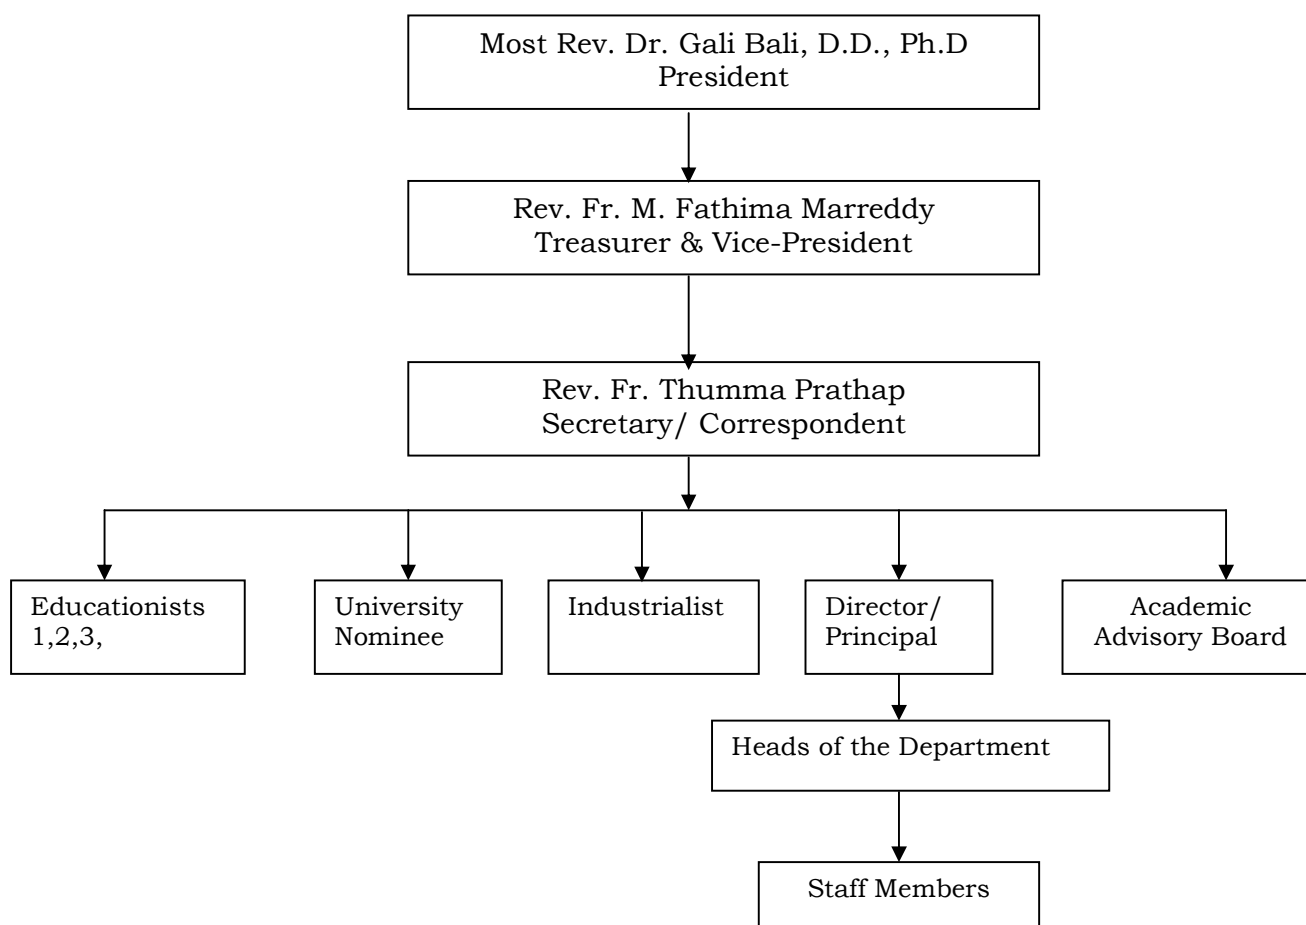 Most Rev. Dr. Gali Bali, D.D., Ph.D
President
Rev. Fr. M. Fathima Marreddy
Treasurer & Vice-President
Rev. Fr. Thumma Prathap
Secretary/ Correspondent
Educationists
1,2,3,
University
Nominee
Industrialist
Director/
Principal
Academic
Advisory Board
Heads of the Department
Staff Members